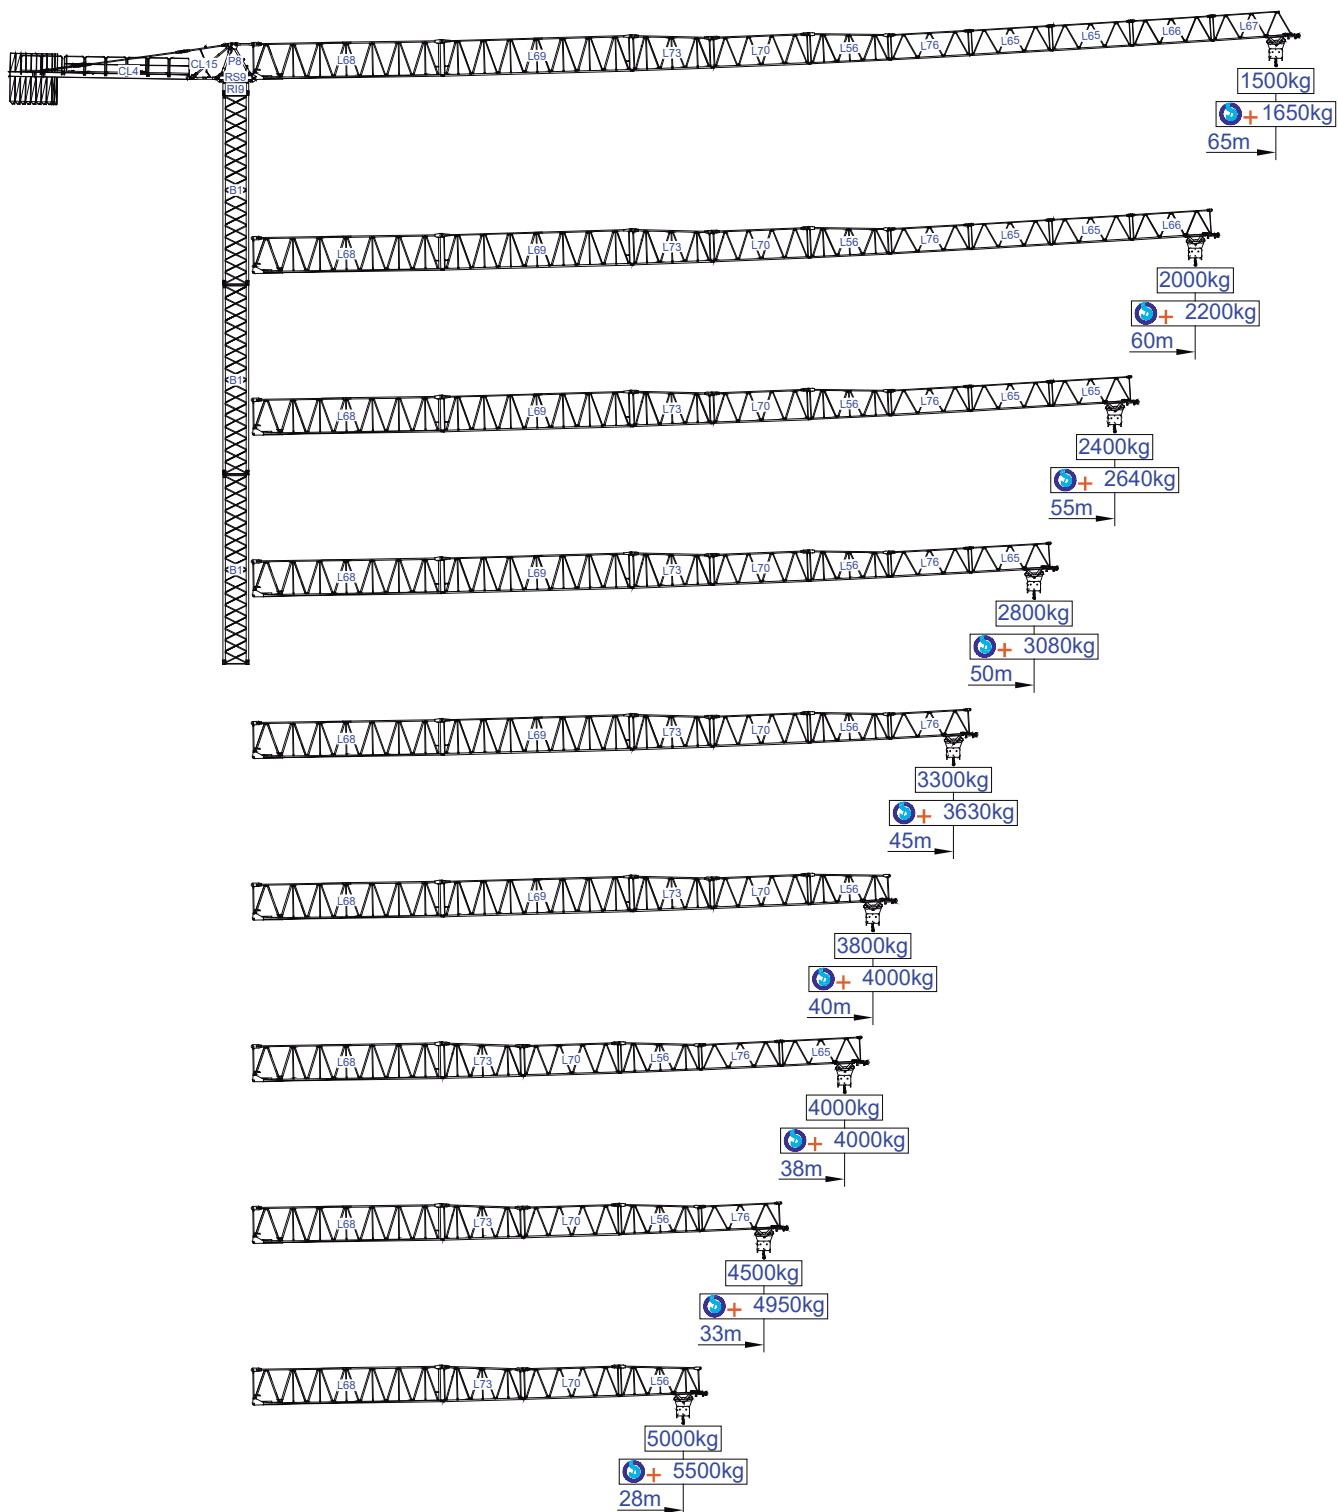 CL4 CL15 P8 L68 L69 L73 L70 L56 L76 L65 L65 L66 L67
RS9
RI9
1500kg
+ 1650kg
65m
B1
L68 L69 L73 L70 L56 L76 L65 L65 L66
2000kg
+ 2200kg
60m
B1
L68 L69 L73 L70 L56 L76 L65 L65
2400kg
+ 2640kg
55m
B1
L68 L69 L73 L70 L56 L76 L65
2800kg
+ 3080kg
50m
L68 L69 L73 L70 L56 L76
3300kg
+ 3630kg
45m
L68 L69 L73 L70 L56
3800kg
+ 4000kg
40m
L68 L73 L70 L56 L76 L65
4000kg
+ 4000kg
38m
L68 L73 L70 L56 L76
4500kg
+ 4950kg
33m
L68 L73 L70 L56
5000kg
+ 5500kg
28m